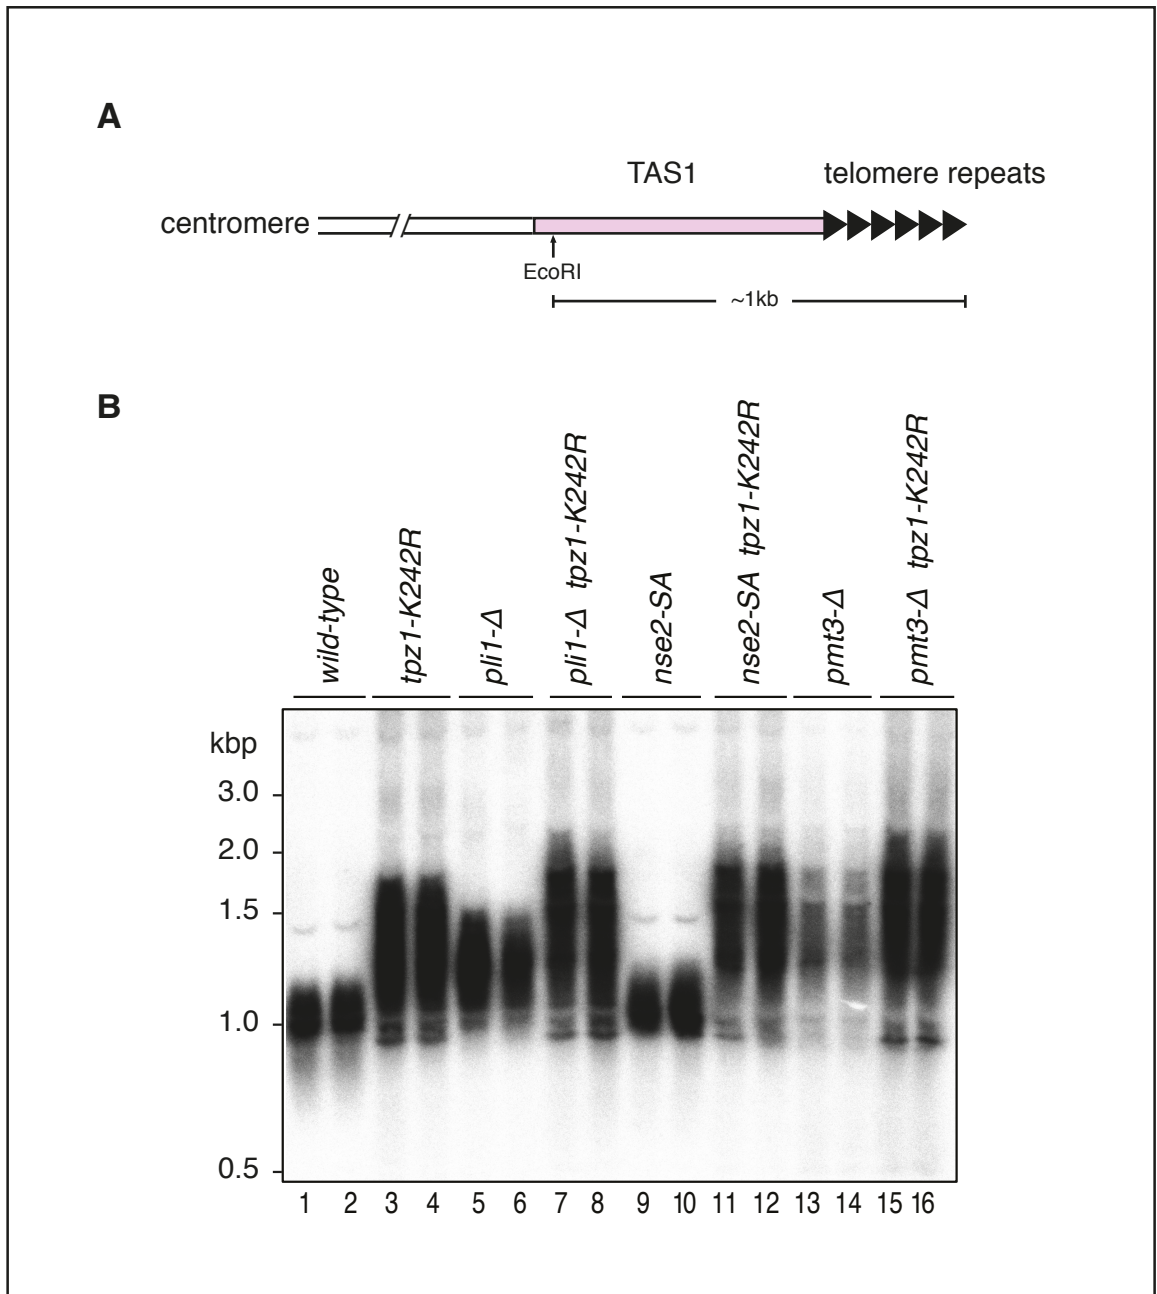 A
TAS1 telomere repeats
centromere
EcoRI
~1kb
B
wild-type
tpz1-K242R
pli1-Δ
pli1-Δ tpz1-K242R
nse2-SA
nse2-SA tpz1-K242R
pmt3-Δ
pmt3-Δ tpz1-K242R
kbp
3.0
2.0
1.5
1.0
0.5
1 2 3 4 5 6 7 8 9 10 11 12 13 14 15 16